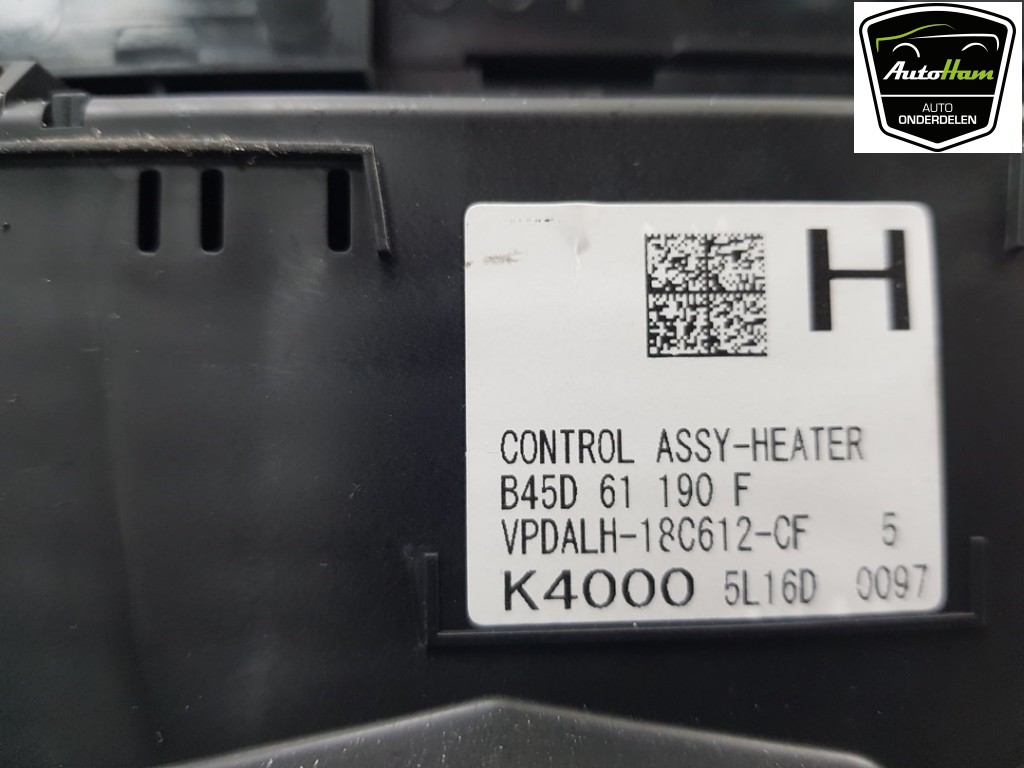 AutoHam
AUTO
ONDERDELEN
H
CONTROL ASSY-HEATER
B45D 61 190 F
VPDALH-18C612-CF 5
K4000 5L16D 0097